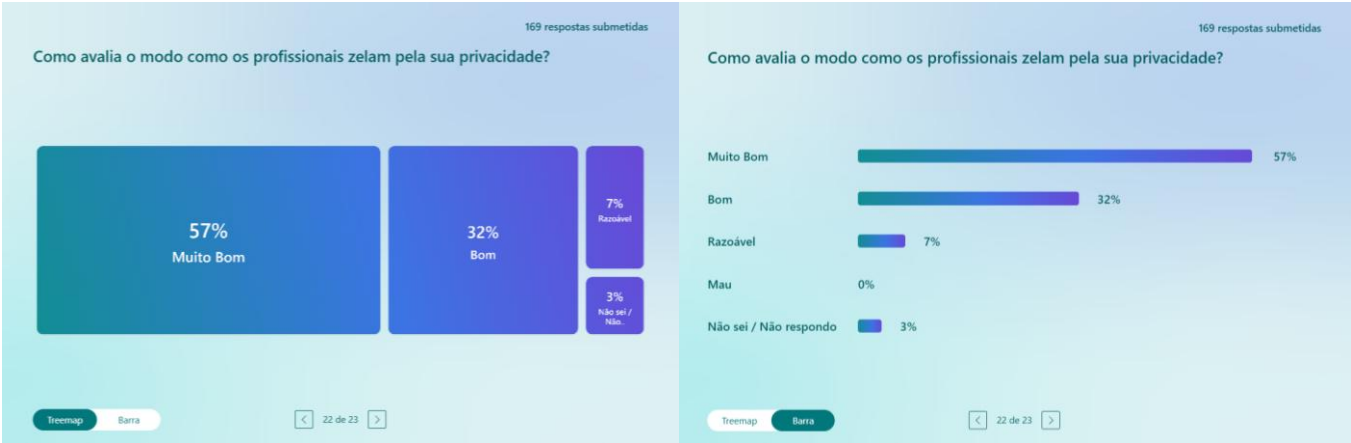 169 respostas submetidas
Como avalia o modo como os profissionais zelam pela sua privacidade?
57%
Muito Bom
32%
Bom
7%
Razoável
3%
Não sei /
Não..
Treemap
Barra
22 de 23
169 respostas submetidas
Como avalia o modo como os profissionais zelam pela sua privacidade?
Muito Bom 57%
Bom 32%
Razoável 7%
Mau 0%
Não sei / Não respondo 3%
Treemap
Barra
22 de 23